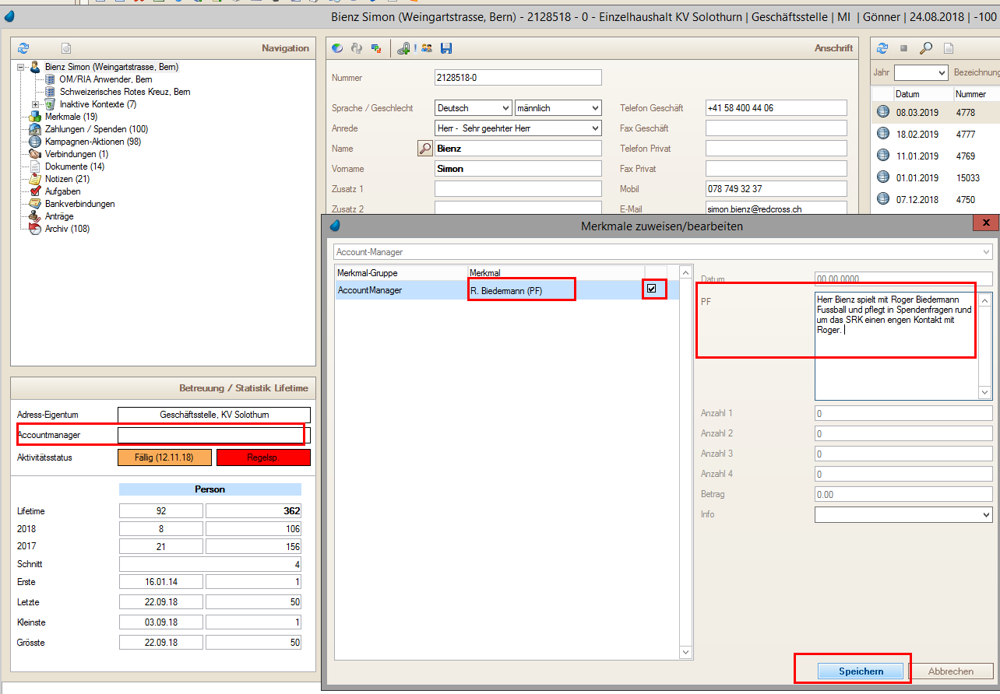 Bienz Simon (Weingartstrasse, Bern) - 2128518 - 0 - Einzelhaushalt KV Solothurn | Geschäftsstelle | MI | Gönner | 24.08.2018 | -100
Navigation
Bienz Simon (Weingartstrasse, Bern)
OM/RIA Anwender, Bern
Schweizerisches Rotes Kreuz, Bern
Inaktive Kontexte (7)
Merkmale (19)
Zahlungen / Spenden (100)
Kampagnen-Aktionen (98)
Verbindungen (1)
Dokumente (14)
Notizen (21)
Aufgaben
Bankverbindungen
Anträge
Archiv (108)
Anschrift
Nummer 2128518-0
Sprache / Geschlecht Deutsch männlich
Anrede Herr - Sehr geehrter Herr
Name Bienz
Vorname Simon
Zusatz 1
Zusatz 2
Telefon Geschäft +41 58 400 44 06
Fax Geschäft
Telefon Privat
Fax Privat
Mobil 078 749 32 37
E-Mail simon.bienz@redcross.ch
Jahr Bezeichnung
Datum Nummer
08.03.2019 4778
18.02.2019 4777
11.01.2019 4769
01.01.2019 15033
07.12.2018 4750
Betreuung / Statistik Lifetime
Adress-Eigentum Geschäftsstelle, KV Solothurn
Accountmanager
Aktivitätsstatus Fällig (12.11.18) Regelsp.
Person
Lifetime 92 362
2018 8 106
2017 21 156
Schnitt 4
Erste 16.01.14 1
Letzte 22.09.18 50
Kleinste 03.09.18 1
Grösste 22.09.18 50
Merkmale zuweisen/bearbeiten
x
Account-Manager
Merkmal-Gruppe Merkmal
AccountManager R. Biedermann (PF)
Datum 00.00.0000
PF
Herr Bienz spielt mit Roger Biedermann
Fussball und pflegt in Spendenfragen rund
um das SRK einen engen Kontakt mit
Roger.
Anzahl 1 0
Anzahl 2 0
Anzahl 3 0
Anzahl 4 0
Betrag 0.00
Info
Speichern Abbrechen